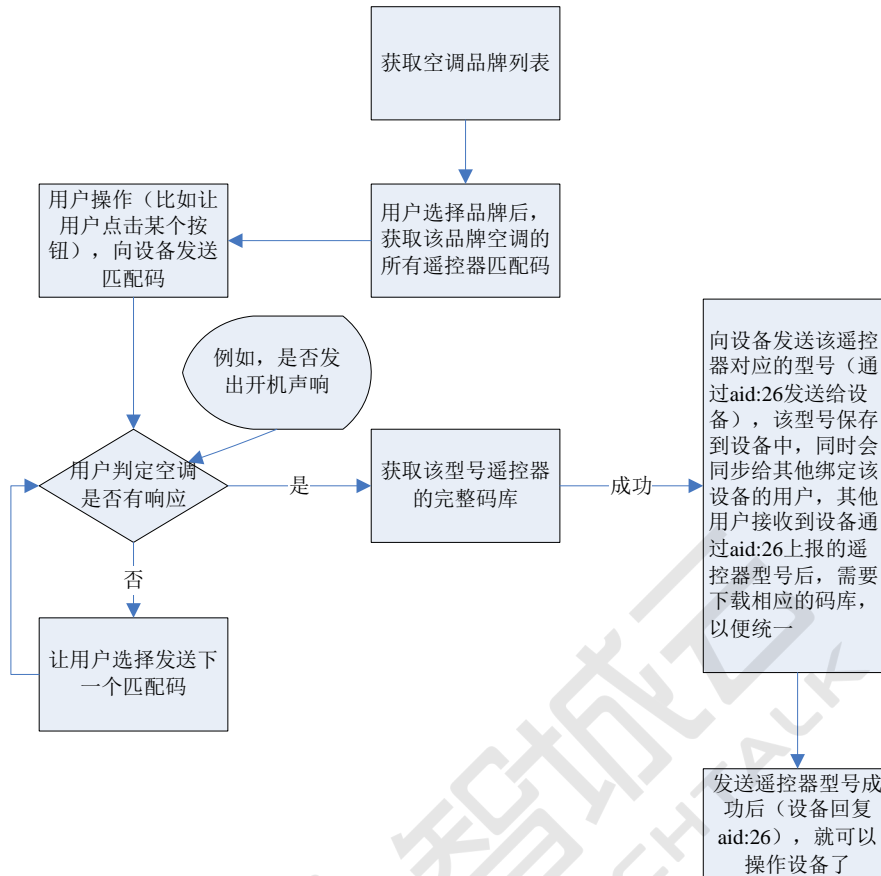 获取空调品牌列表
用户操作（比如让
用户点击某个按
钮），向设备发送
匹配码
用户选择品牌后，
获取该品牌空调的
所有遥控器匹配码
例如，是否发
出开机声响
用户判定空调
是否有响应
是
获取该型号遥控器
的完整码库
成功
向设备发送该遥控
器对应的型号（通
过aid:26发送给设
备），该型号保存
到设备中，同时会
同步给其他绑定该
设备的用户，其他
用户接收到设备通
过aid:26上报的遥
控器型号后，需要
下载相应的码库，
以便统一
否
让用户选择发送下
一个匹配码
发送遥控器型号成
功后（设备回复
aid:26），就可以
操作设备了
智城云